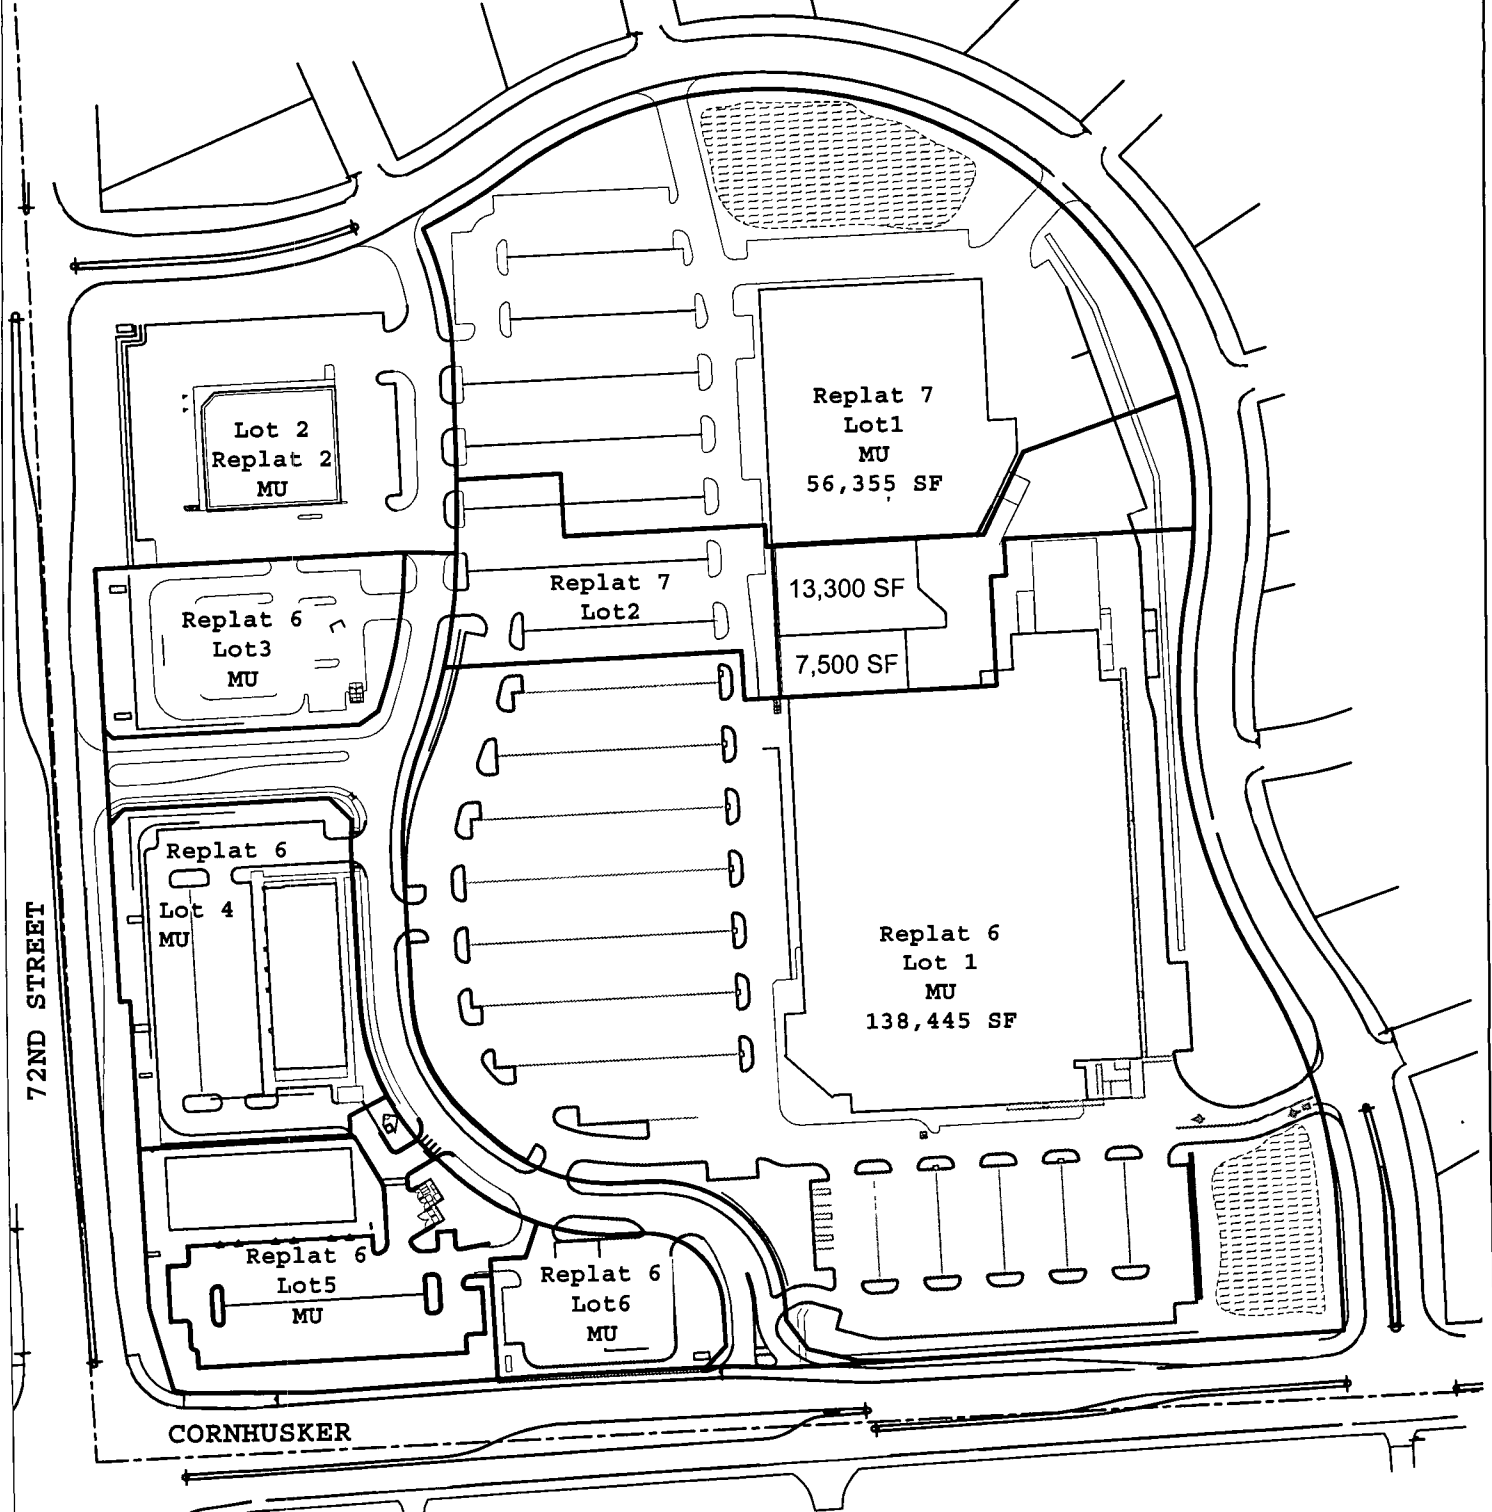 Replat 7
Lot1
MU
56,355 SF
Lot 2
Replat 2
MU
Replat 7
Lot2
13,300 SF
7,500 SF
Replat 6
Lot3
MU
Replat 6
Lot 4
MU
Replat 6
Lot 1
MU
138,445 SF
72ND STREET
Replat 6
Lot5
MU
Replat 6
Lot6
MU
CORNHUSKER